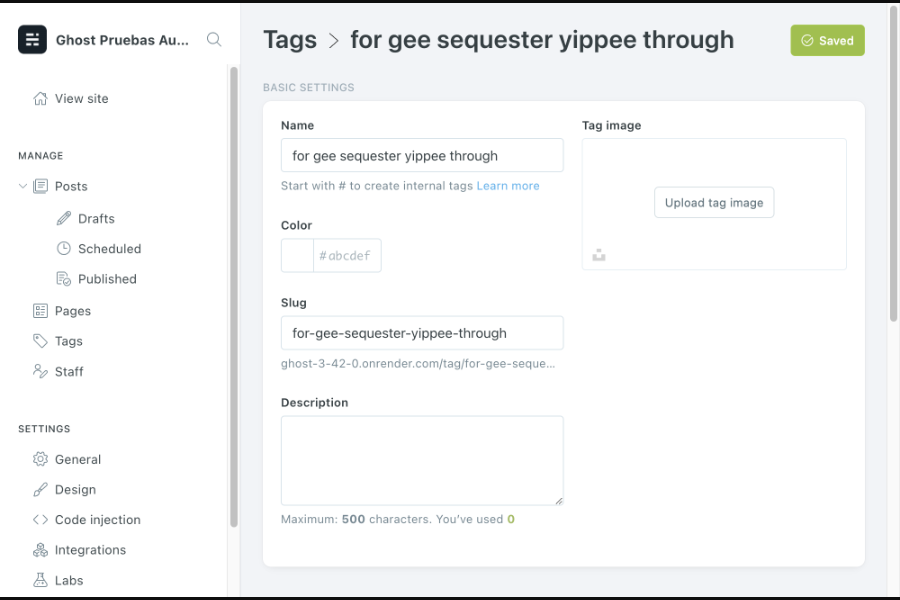 Ghost Pruebas Au...
View site
MANAGE
Posts
Drafts
Scheduled
Published
Pages
Tags
Staff
SETTINGS
General
Design
Code injection
Integrations
Labs
Tags > for gee sequester yippee through
Saved
BASIC SETTINGS
Name
for gee sequester yippee through
Start with # to create internal tags Learn more
Color
#abcdef
Slug
for-gee-sequester-yippee-through
ghost-3-42-0.onrender.com/tag/for-gee-seque...
Description
Maximum: 500 characters. You've used 0
Tag image
Upload tag image